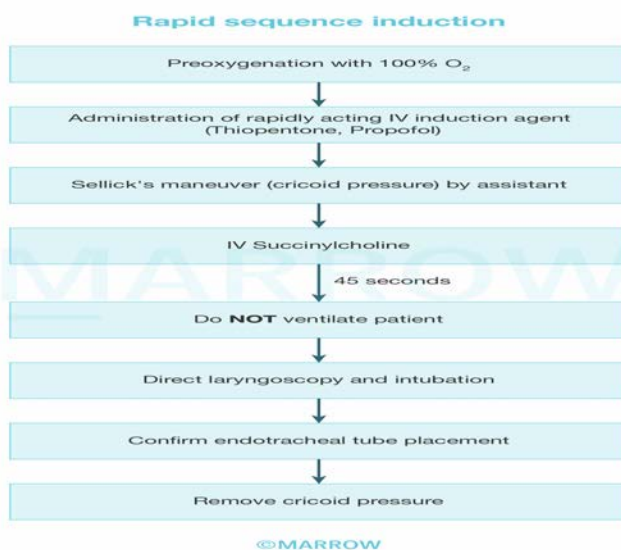 Rapid sequence induction
Preoxygenation with 100% O₂
Administration of rapidly acting IV induction agent
(Thiopentone, Propofol)
Sellick's maneuver (cricoid pressure) by assistant
IV Succinylcholine
45 seconds
Do NOT ventilate patient
Direct laryngoscopy and intubation
Confirm endotracheal tube placement
Remove cricoid pressure
MARROW
©MARROW